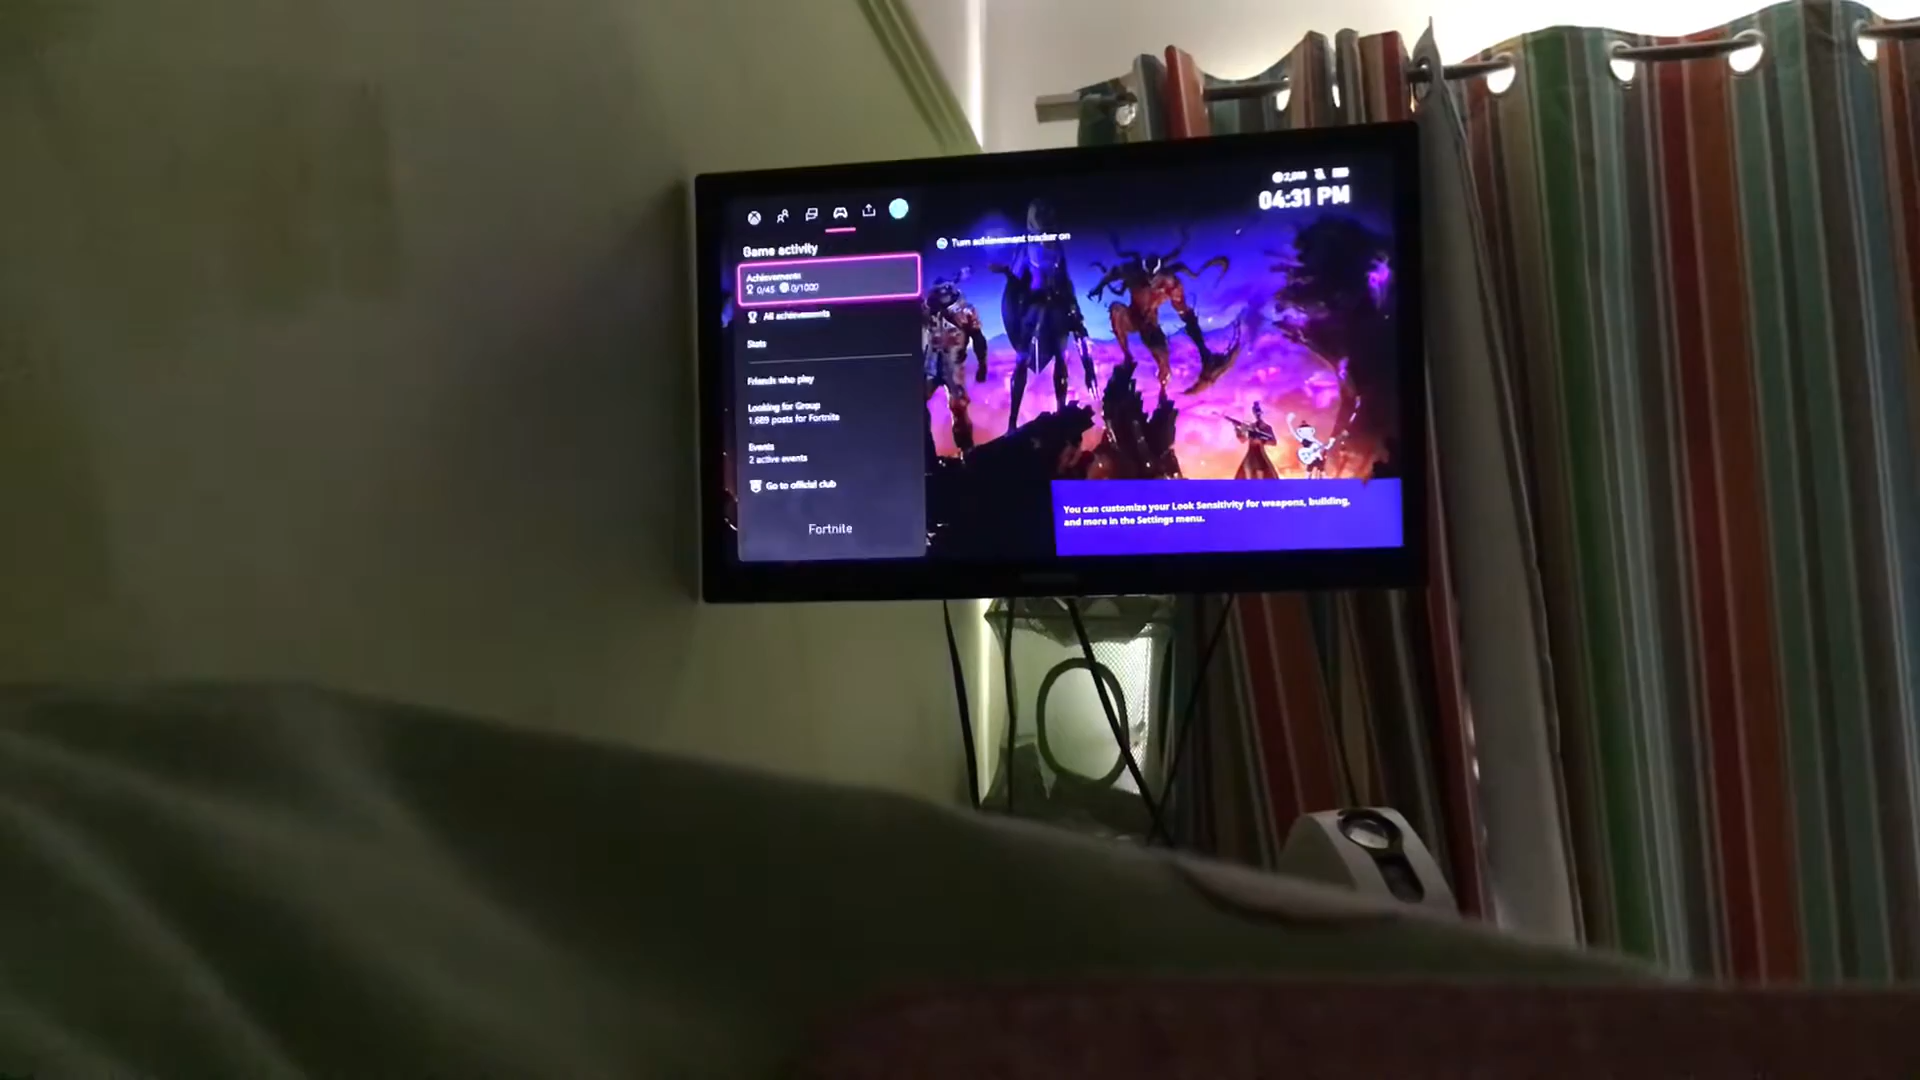 04:31 PM
Game activity
Turn achievement tracker on
Achievements
0/45 0/1000
All achievements
Stats
Friends who play
Looking for Group
1,689 posts for Fortnite
Events
2 active events
Go to official club
Fortnite
You can customize your Look Sensitivity for weapons, building,
and more in the Settings menu.